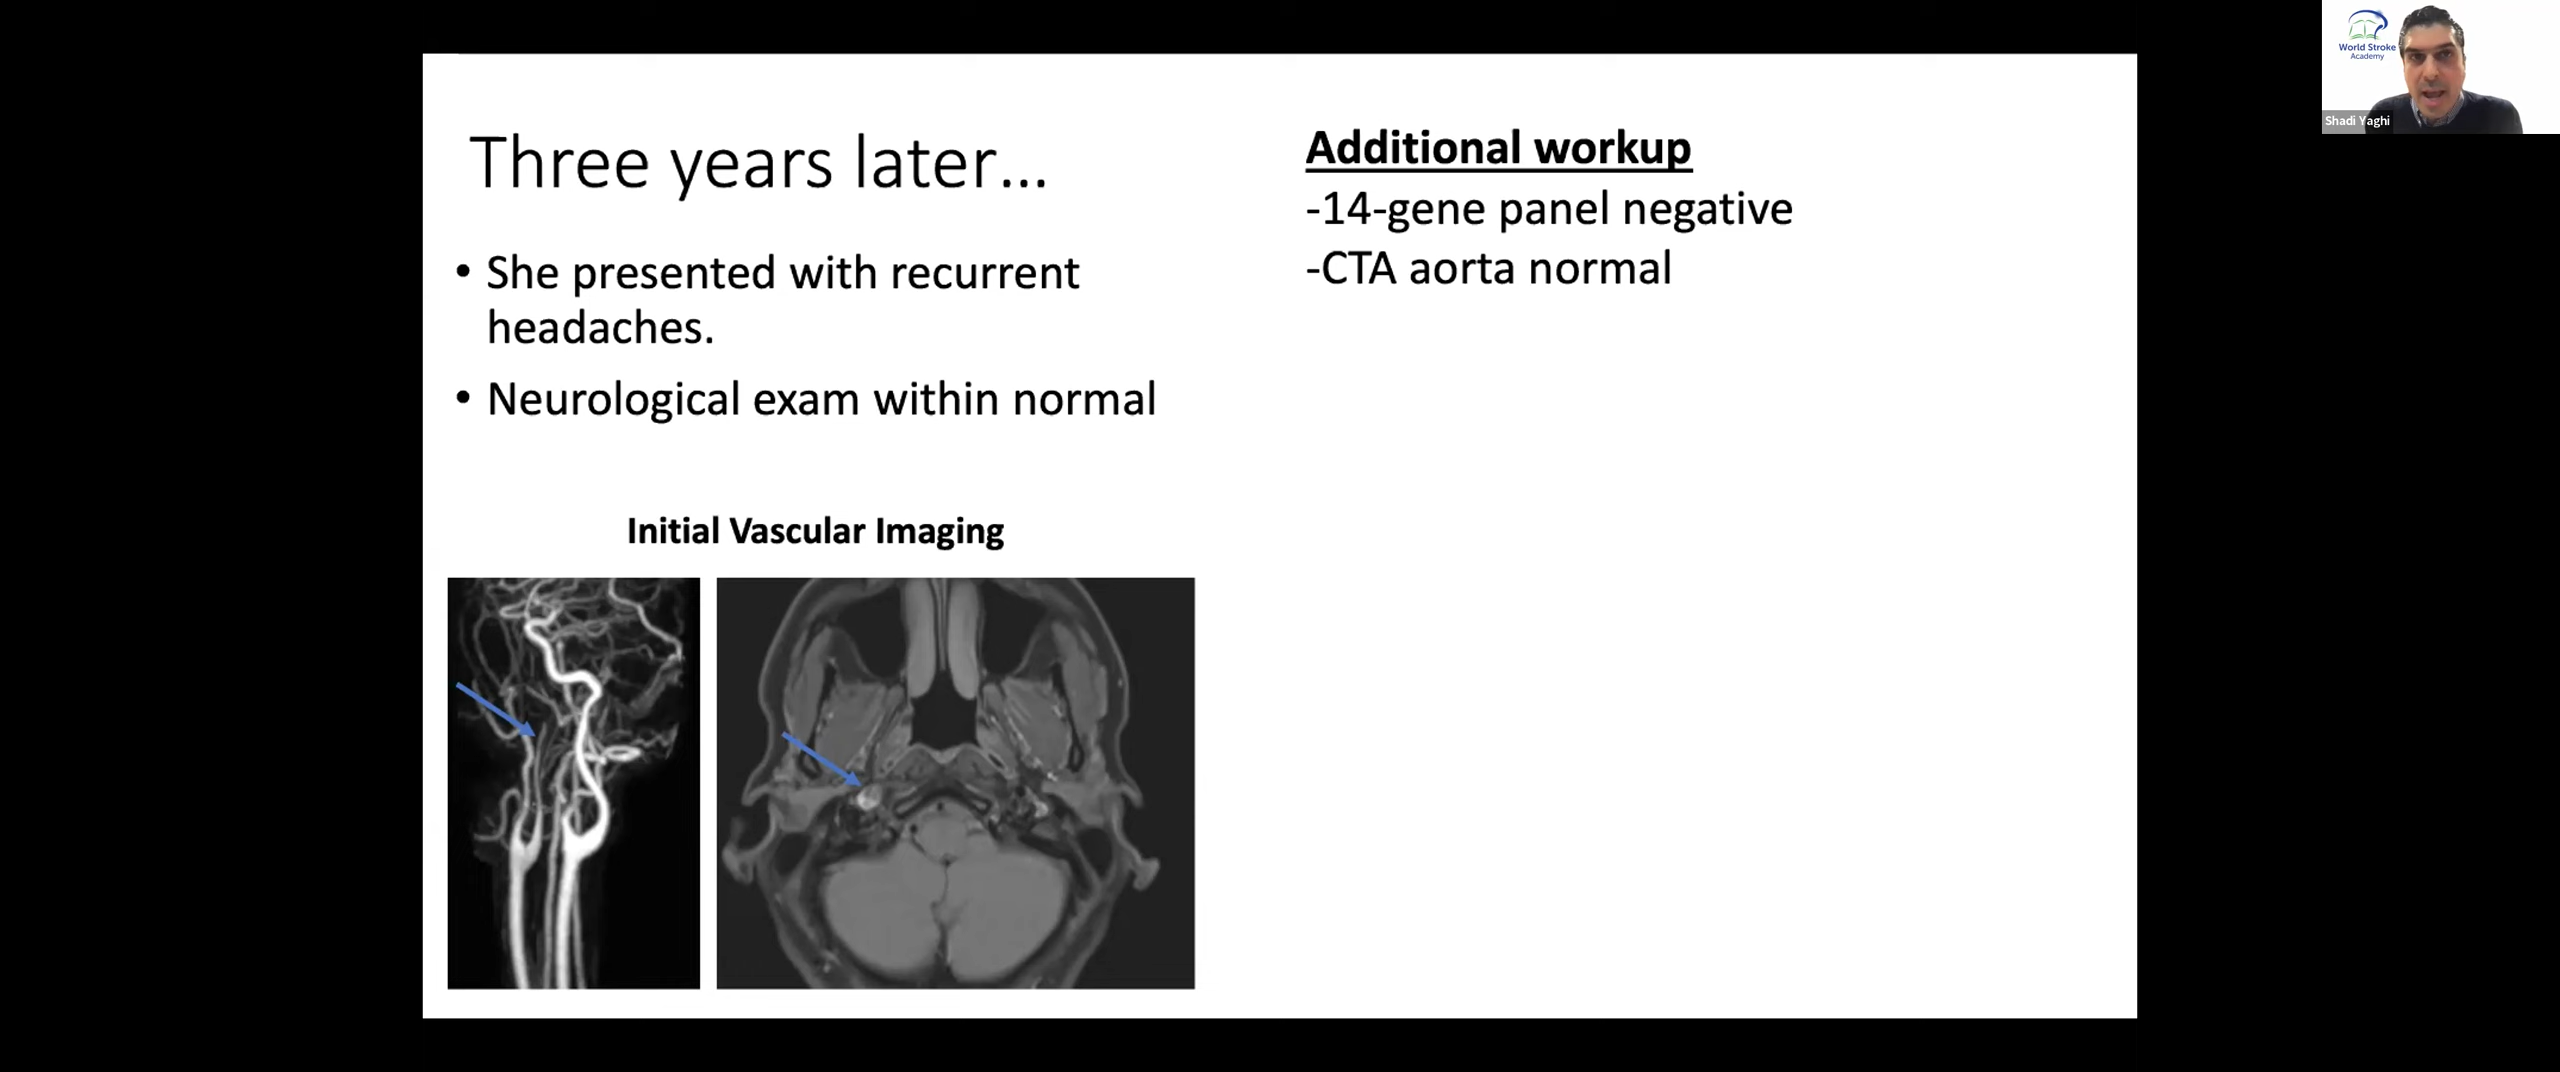 Three years later...
• She presented with recurrent
headaches.
• Neurological exam within normal
Initial Vascular Imaging
Additional workup
-14-gene panel negative
-CTA aorta normal
World Stroke
Academy
Shadi Yaghi